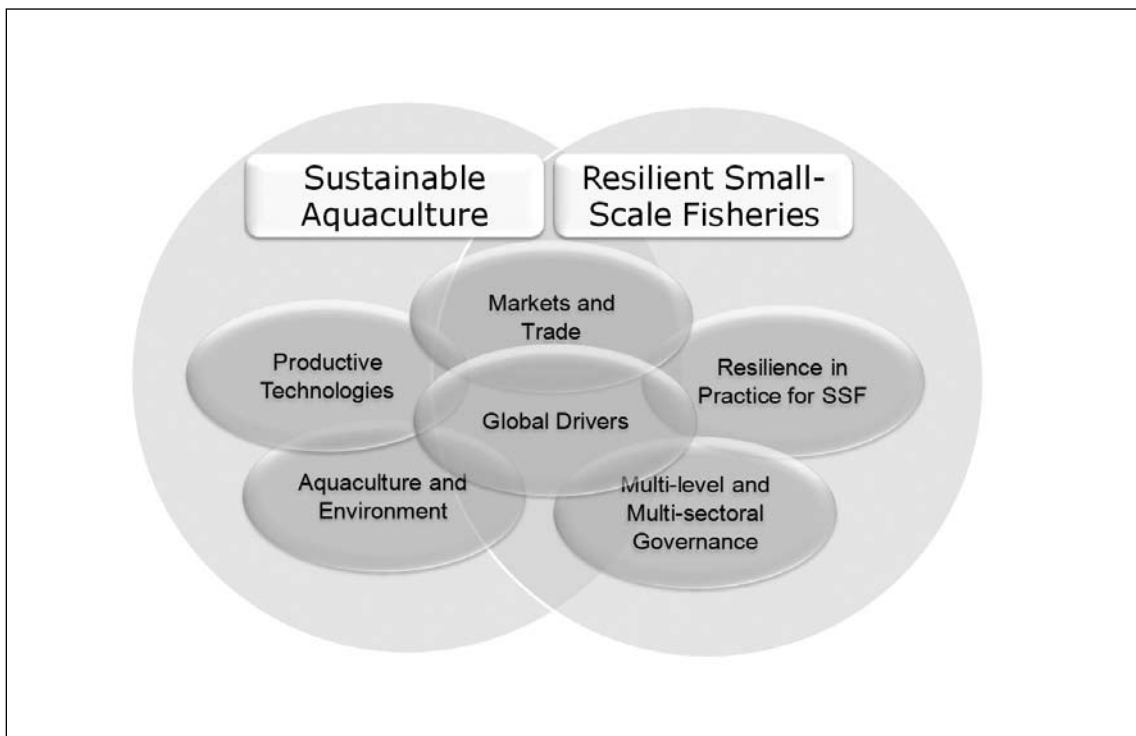 Sustainable
Aquaculture
Resilient Small-
Scale Fisheries
Markets and
Trade
Productive
Technologies
Resilience in
Practice for SSF
Global Drivers
Aquaculture and
Environment
Multi-level and
Multi-sectoral
Governance